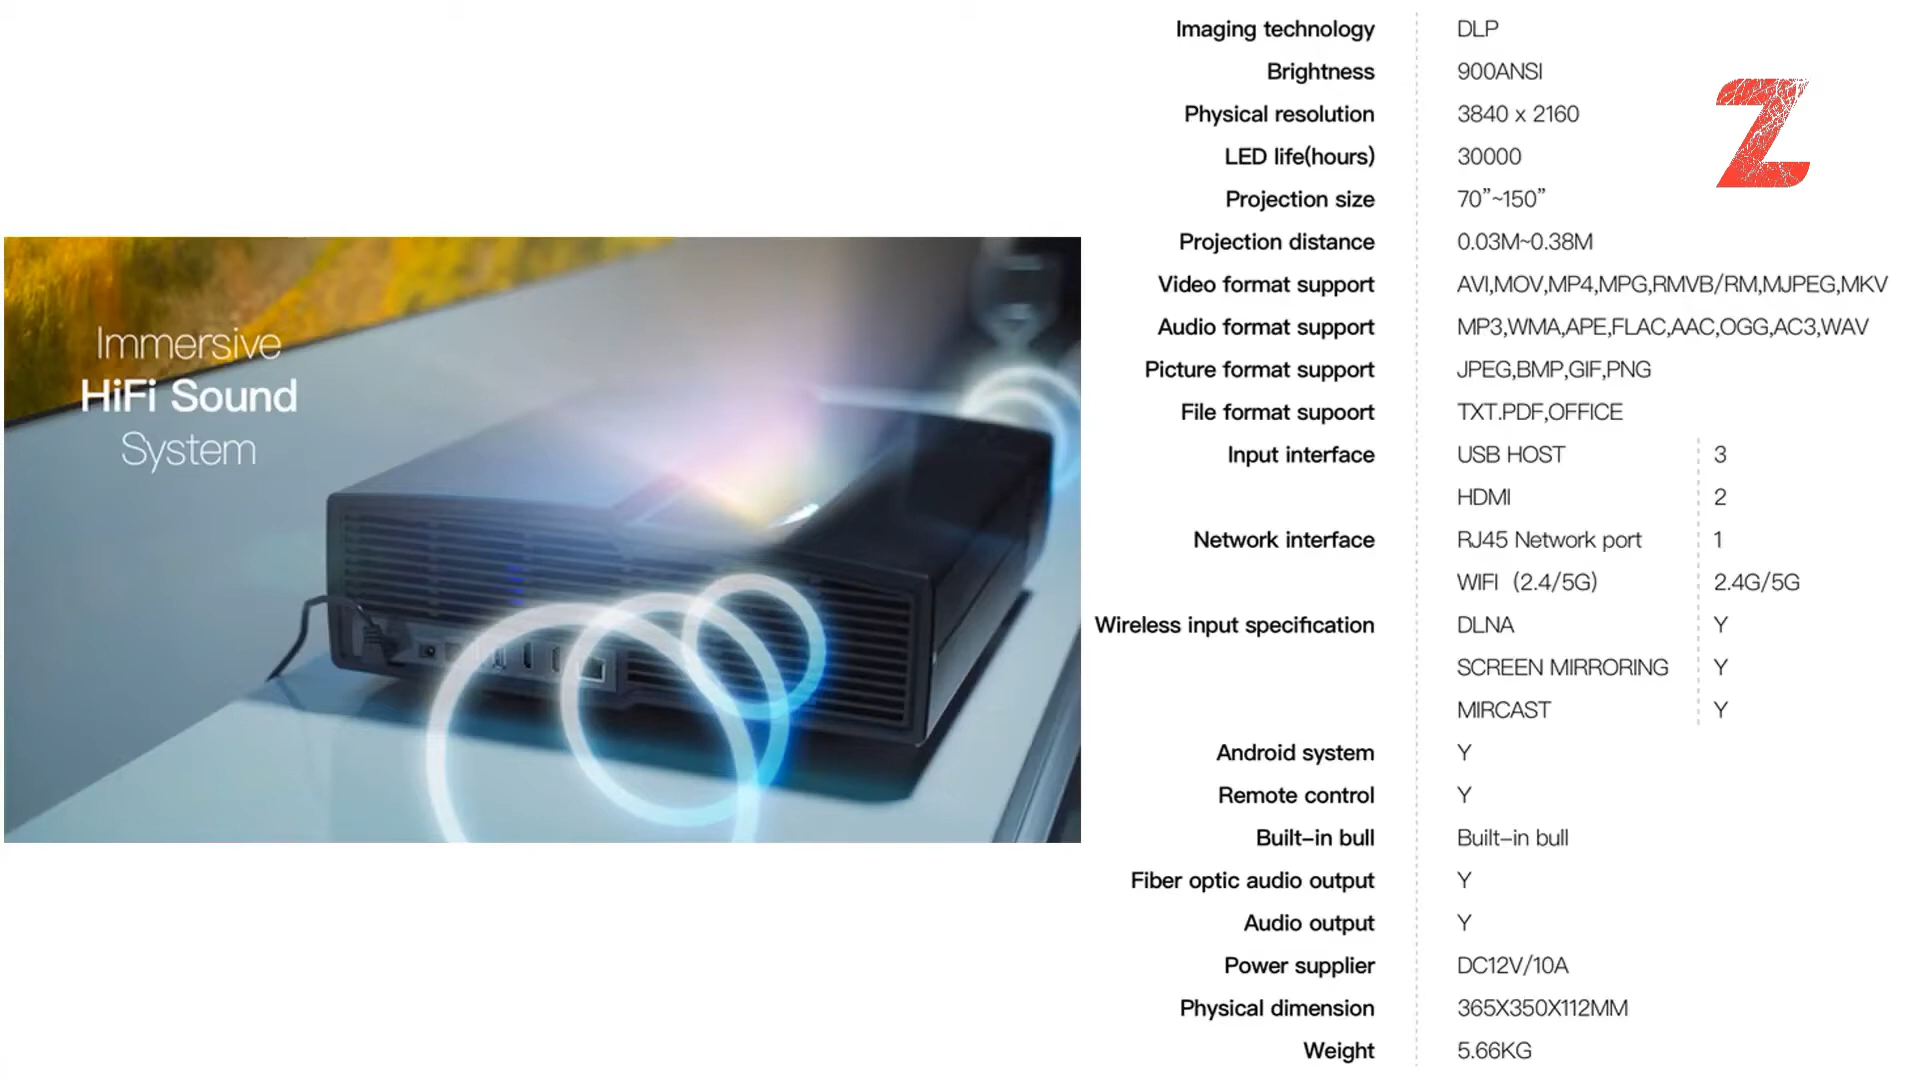 Immersive
HiFi Sound
System
Imaging technology DLP
Brightness 900ANSI
Physical resolution 3840 x 2160
LED life(hours) 30000
Projection size 70”~150”
Projection distance 0.03M~0.38M
Video format support AVI,MOV,MP4,MPG,RMVB/RM,MJPEG,MKV
Audio format support MP3,WMA,APE,FLAC,AAC,OGG,AC3,WAV
Picture format support JPEG,BMP,GIF,PNG
File format supoort TXT.PDF,OFFICE
Input interface USB HOST 3
HDMI 2
Network interface RJ45 Network port 1
WIFI (2.4/5G) 2.4G/5G
Wireless input specification DLNA Y
SCREEN MIRRORING Y
MIRCAST Y
Android system Y
Remote control Y
Built-in bull Built-in bull
Fiber optic audio output Y
Audio output Y
Power supplier DC12V/10A
Physical dimension 365X350X112MM
Weight 5.66KG
Z